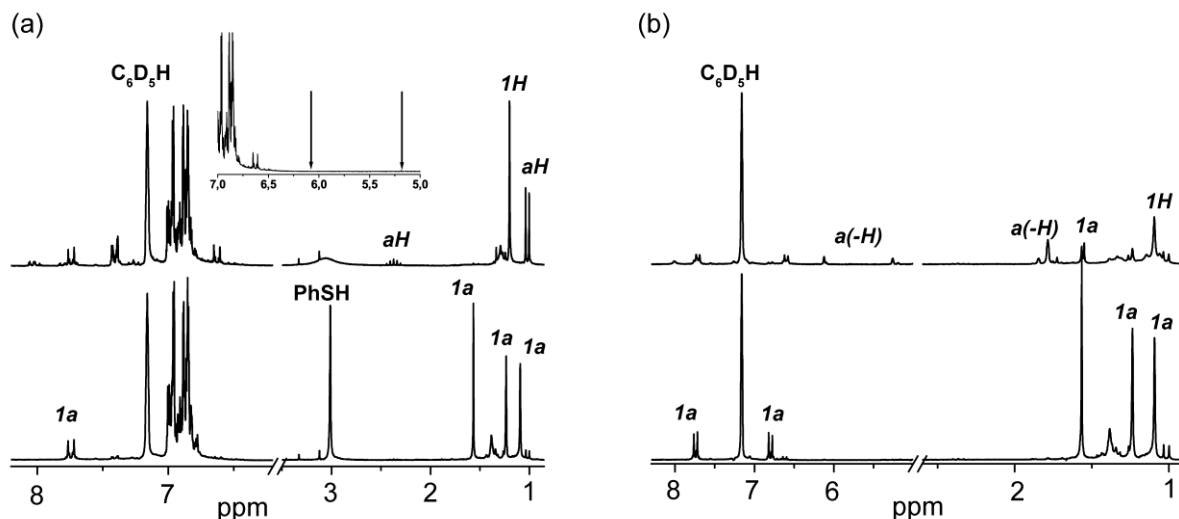 (a)
C6D5H
1H
aH
aH
7,0 6,5 6,0 5,5 5,0
PhSH
1a
1a
1a
1a
8 7 3 2 1
ppm
(b)
C6D5H
a(-H)
a(-H)
1a
1H
1a
1a
1a
1a
8 7 6 2 1
ppm